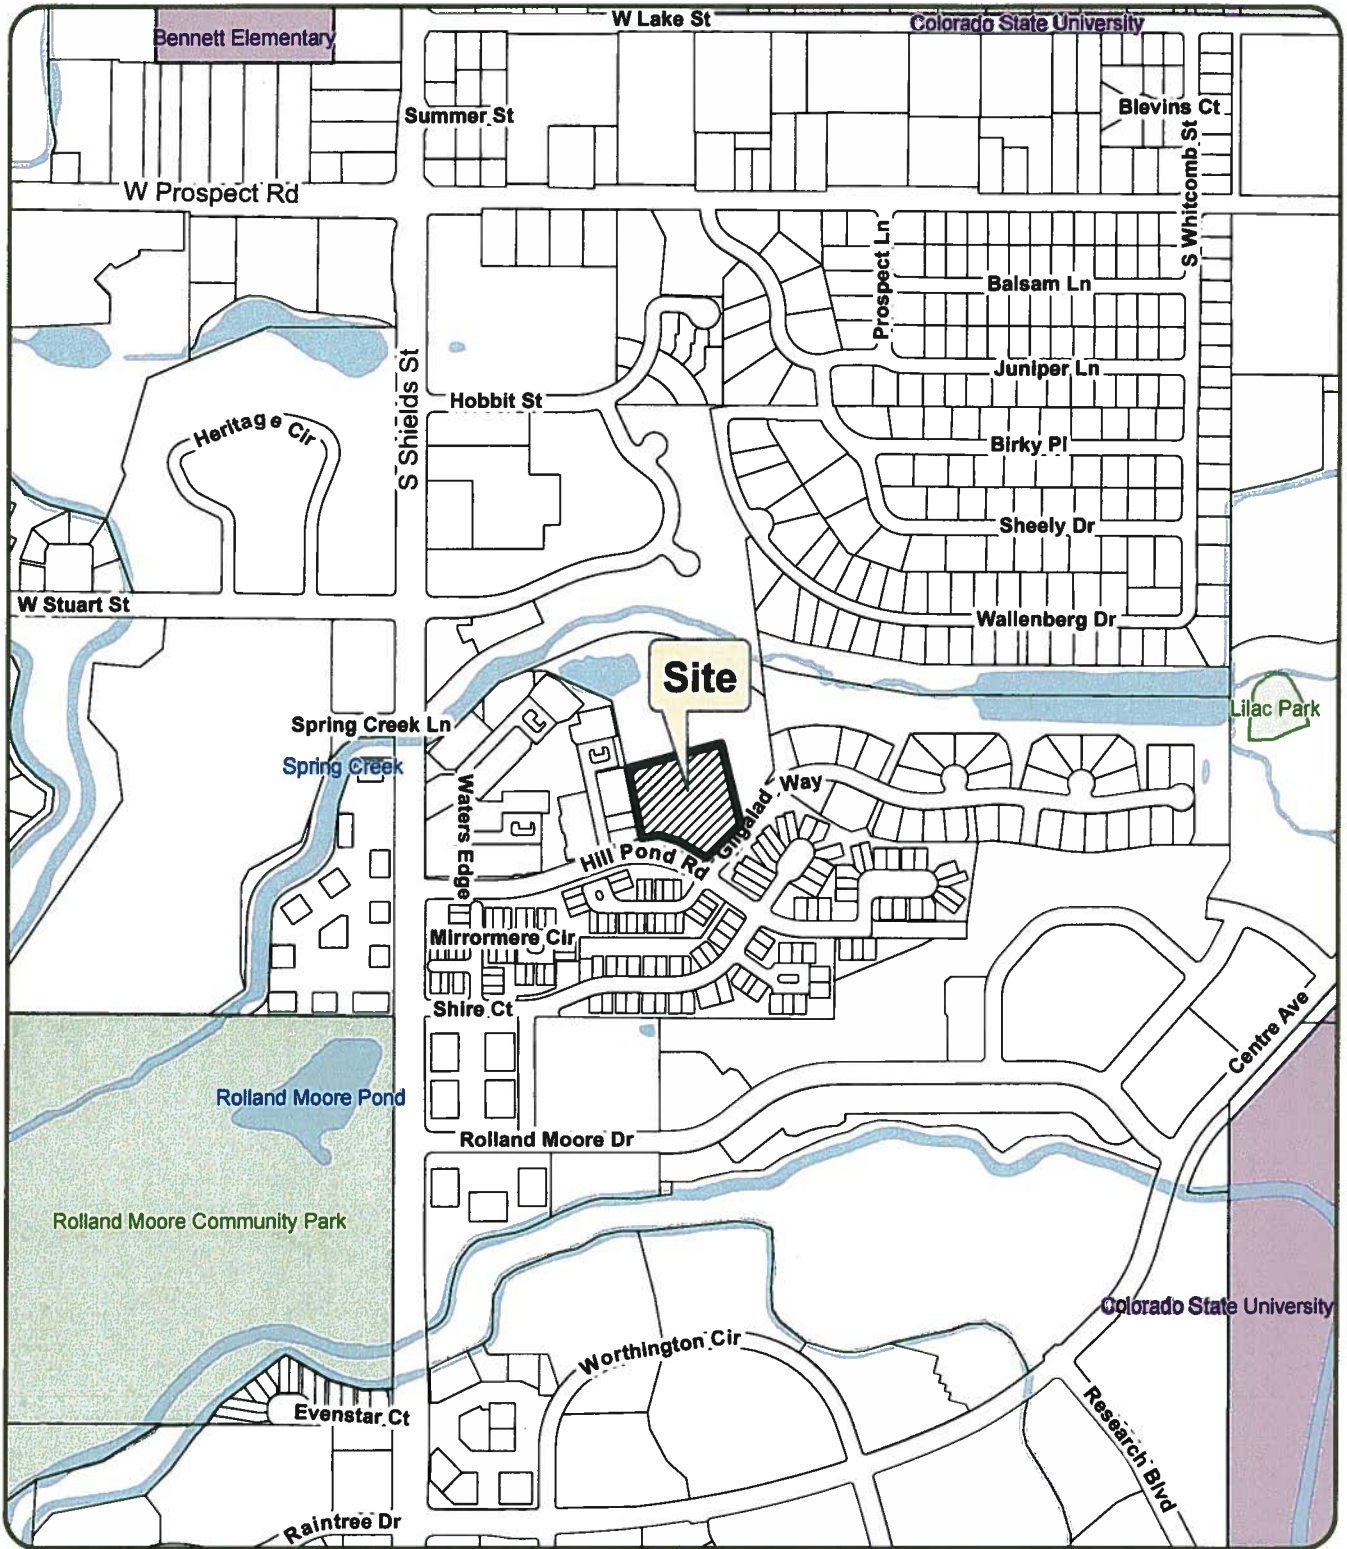 W Lake St
Colorado State University
Bennett Elementary
Blevins Ct
Summer St
W Prospect Rd
S Whitcomb St
Prospect Ln
Balsam Ln
Juniper Ln
S Shields St
Hobbit St
Heritage Cir
Birky Pl
Sheely Dr
W Stuart St
Wallenberg Dr
Site
Lilac Park
Spring Creek Ln
Spring Creek
Waters Edge
Gilgalad Way
Hill Pond Rd
Mirrormere Cir
Shire Ct
Centre Ave
Rolland Moore Pond
Rolland Moore Dr
Rolland Moore Community Park
Colorado State University
Worthington Cir
Evenstar Ct
Research Blvd
Raintree Dr